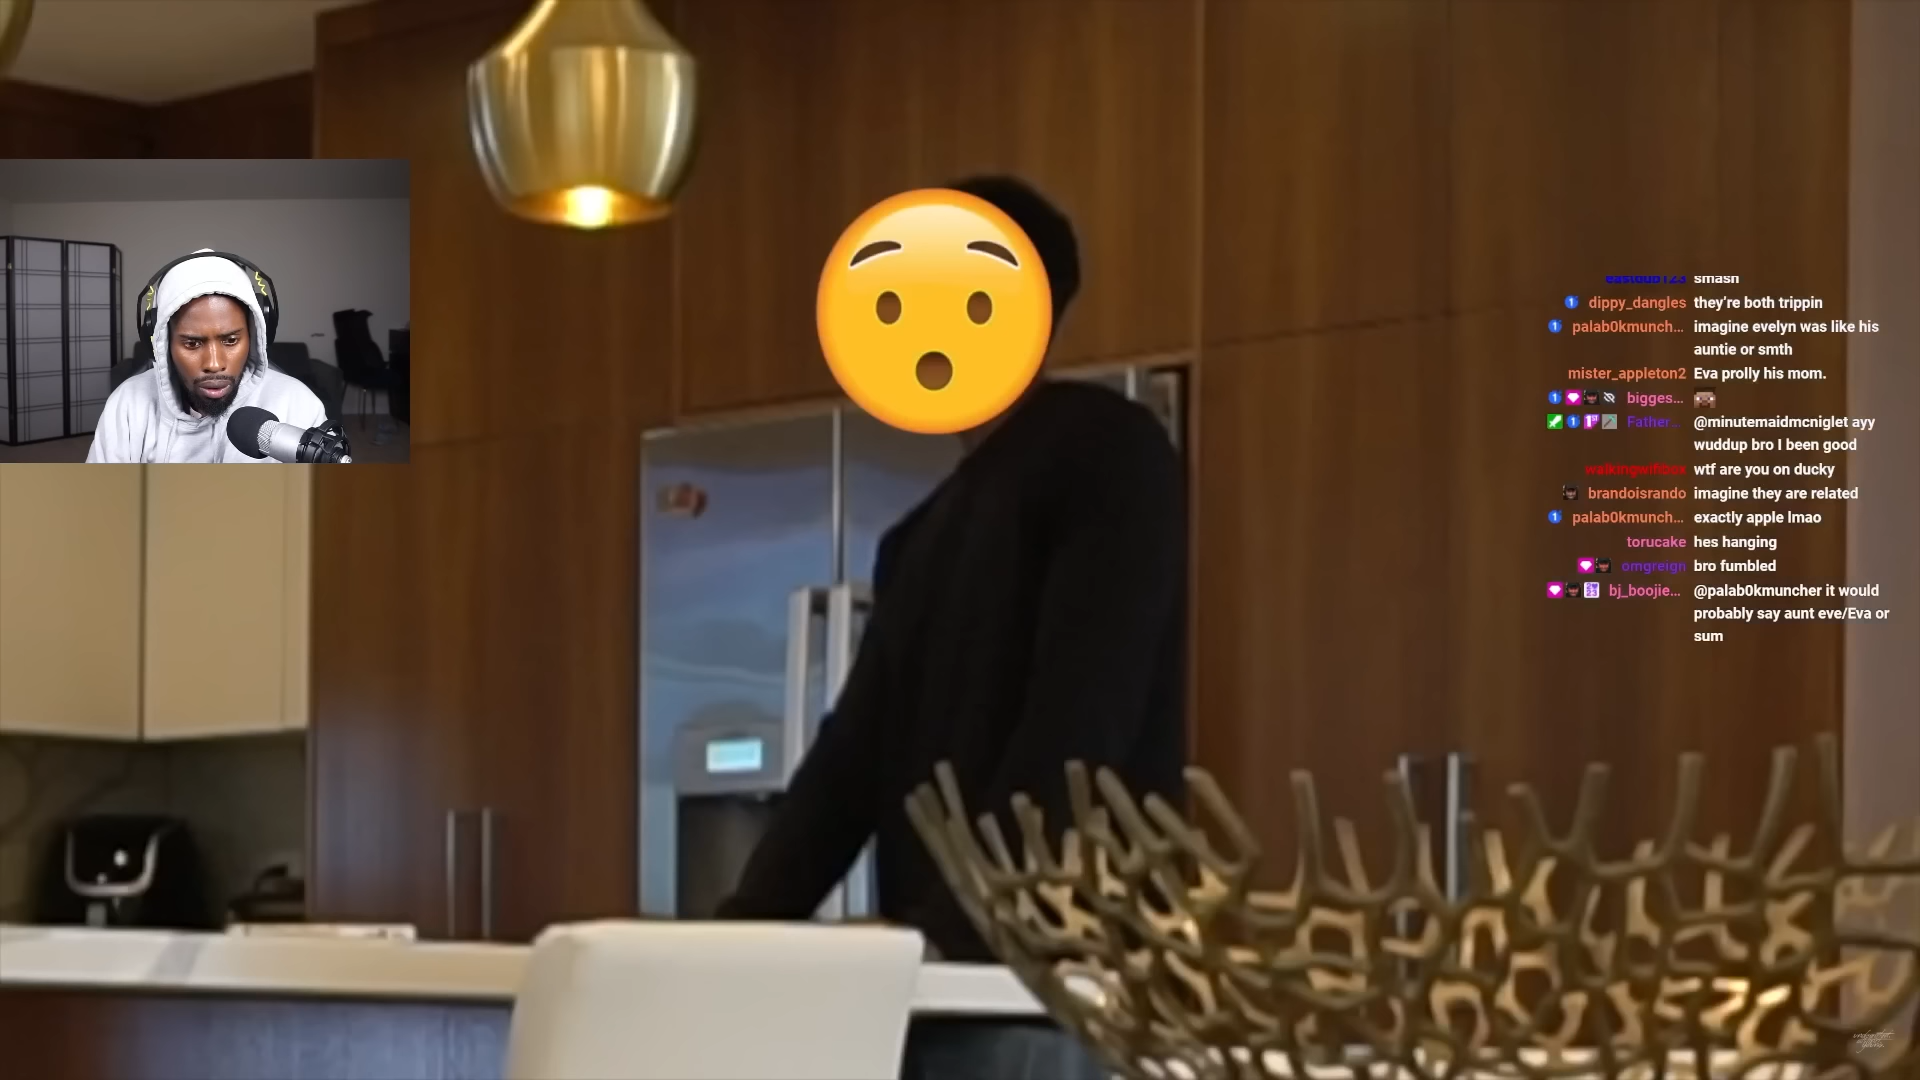 eastdub123 smash
dippy_dangles they're both trippin
palab0kmunch... imagine evelyn was like his
auntie or smth
mister_appleton2 Eva prolly his mom.
bigges...
Father... @minutemaidmcniglet ayy
wuddup bro I been good
walkingwifibox wtf are you on ducky
brandoisrando imagine they are related
palab0kmunch... exactly apple lmao
torucake hes hanging
omgreign bro fumbled
bj_boojie... @palab0kmuncher it would
probably say aunt eve/Eva or
sum